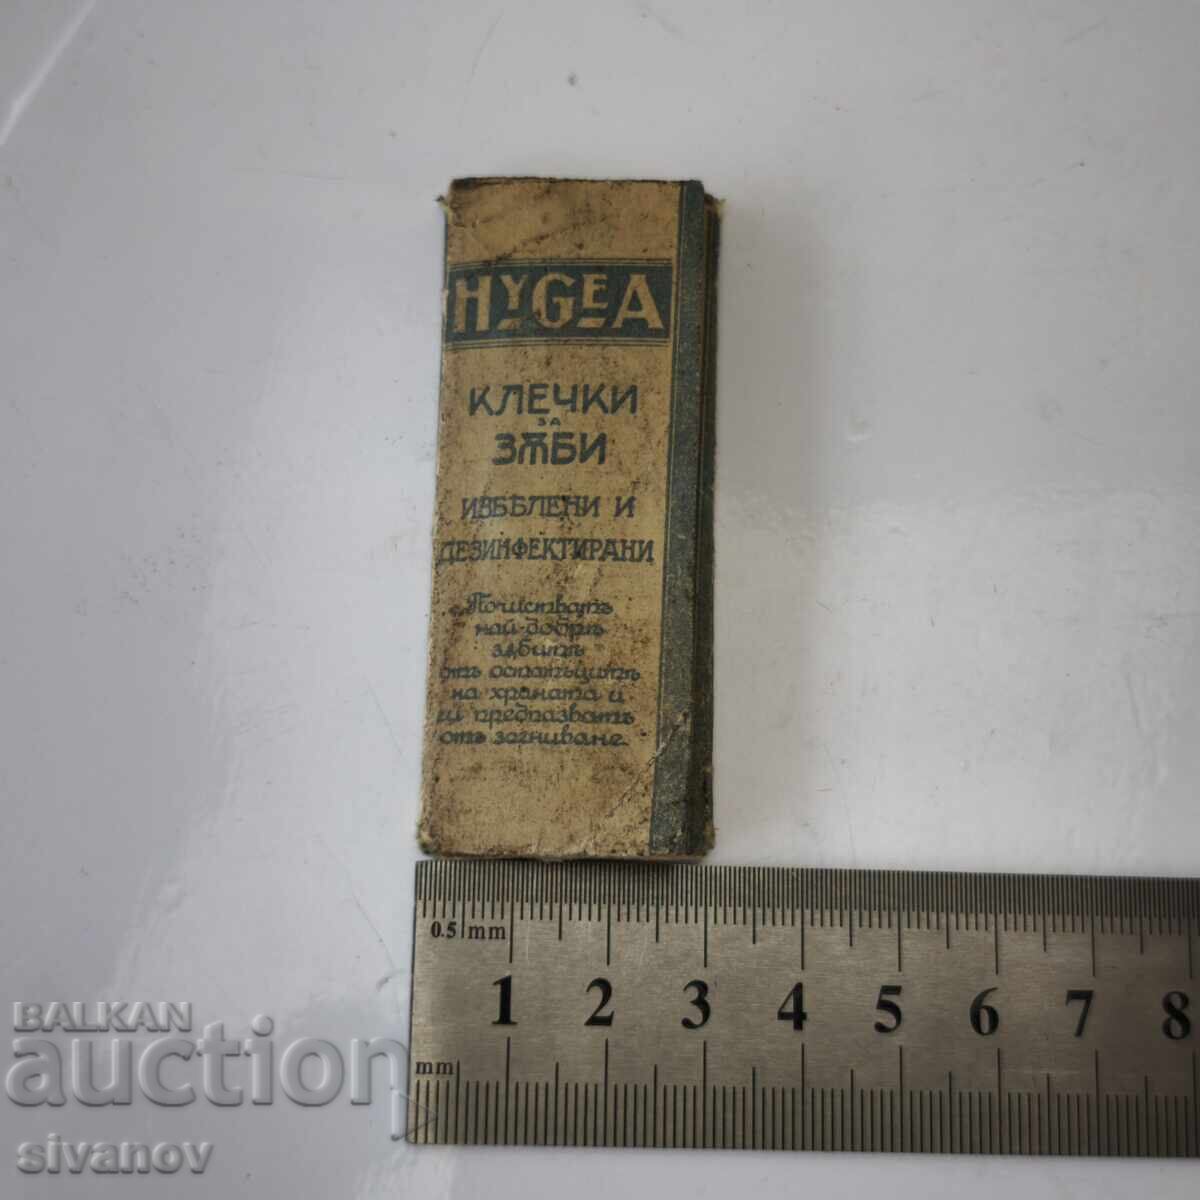 HYGEA
КЛЕЧКИ
ЗА
ЗѪБИ
ИЗБѢЛЕНИ И
ДЕЗИНФЕКТИРАНИ
Почистватъ
най-добрѣ
зѫбитѣ
отъ остатъцитѣ
на храната и
ги предпазватъ
отъ загниване.
0.5 mm
1 2 3 4 5 6 7 8
mm
BALKAN
auction
sivanov